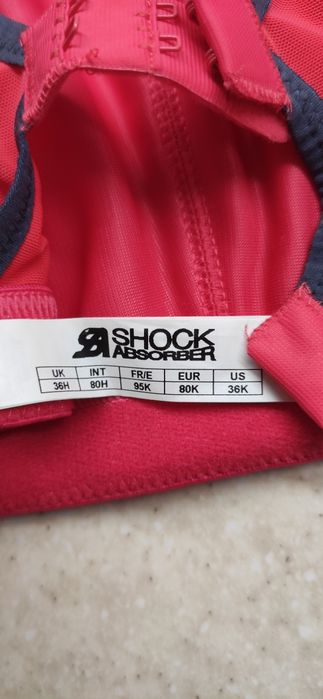 SHOCK
ABSORBER
UK INT FR/E EUR US
36H 80H 95K 80K 36K